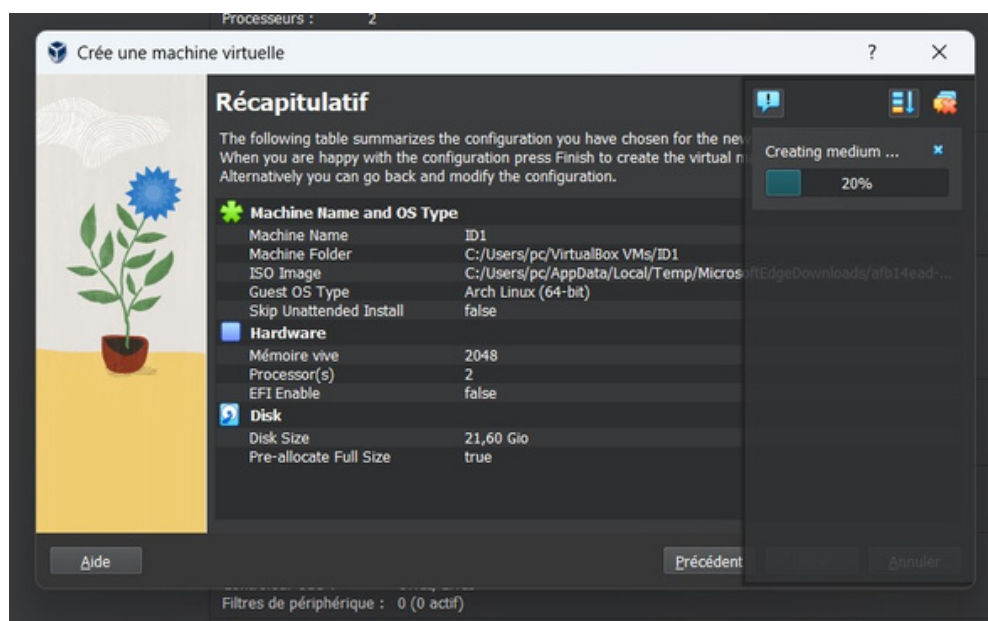 Processeurs : 2
Crée une machine virtuelle
?
Récapitulatif
The following table summarizes the configuration you have chosen for the new
When you are happy with the configuration press Finish to create the virtual m
Alternatively you can go back and modify the configuration.
Creating medium ...
20%
Machine Name and OS Type
Machine Name ID1
Machine Folder C:/Users/pc/VirtualBox VMs/ID1
ISO Image C:/Users/pc/AppData/Local/Temp/MicrosoftEdgeDownloads/afb14ead-...
Guest OS Type Arch Linux (64-bit)
Skip Unattended Install false
Hardware
Mémoire vive 2048
Processor(s) 2
EFI Enable false
Disk
Disk Size 21,60 Gio
Pre-allocate Full Size true
Aide
Précédent
Annuler
Filtres de périphérique : 0 (0 actif)